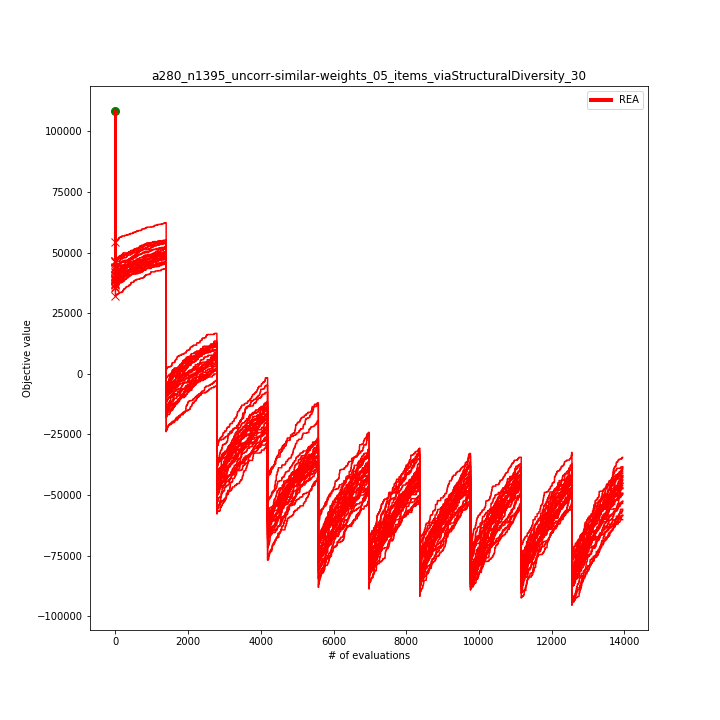 a280_n1395_uncorr-similar-weights_05_items_viaStructuralDiversity_30
REA
100000
75000
50000
25000
0
−25000
−50000
−75000
−100000
Objective value
0 2000 4000 6000 8000 10000 12000 14000
# of evaluations